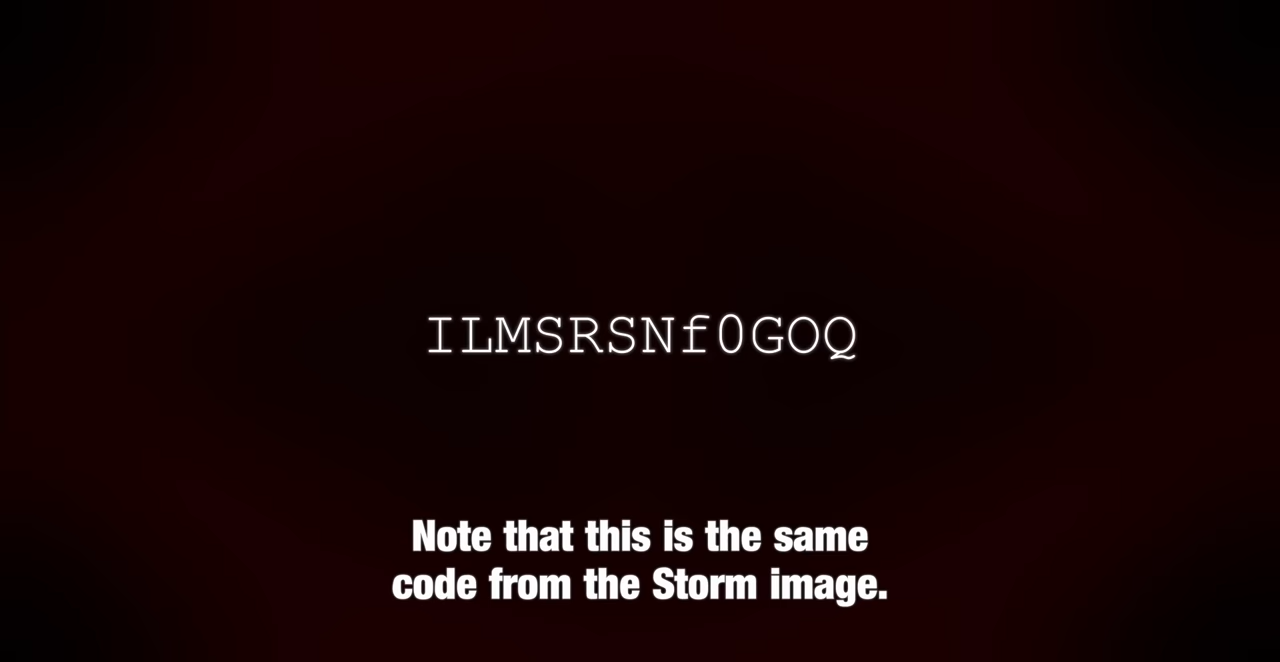 ILMSRSNf0GOQ
Note that this is the same
code from the Storm image.